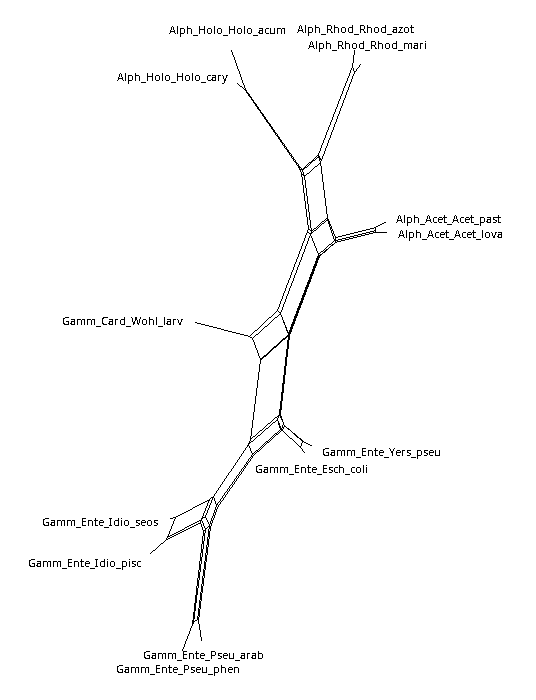 Alph_Holo_Holo_acum
Alph_Rhod_Rhod_azot
Alph_Rhod_Rhod_mari
Alph_Holo_Holo_cary
Alph_Acet_Acet_past
Alph_Acet_Acet_lova
Gamm_Card_Wohl_larv
Gamm_Ente_Yers_pseu
Gamm_Ente_Esch_coli
Gamm_Ente_Idio_seos
Gamm_Ente_Idio_pisc
Gamm_Ente_Pseu_arab
Gamm_Ente_Pseu_phen